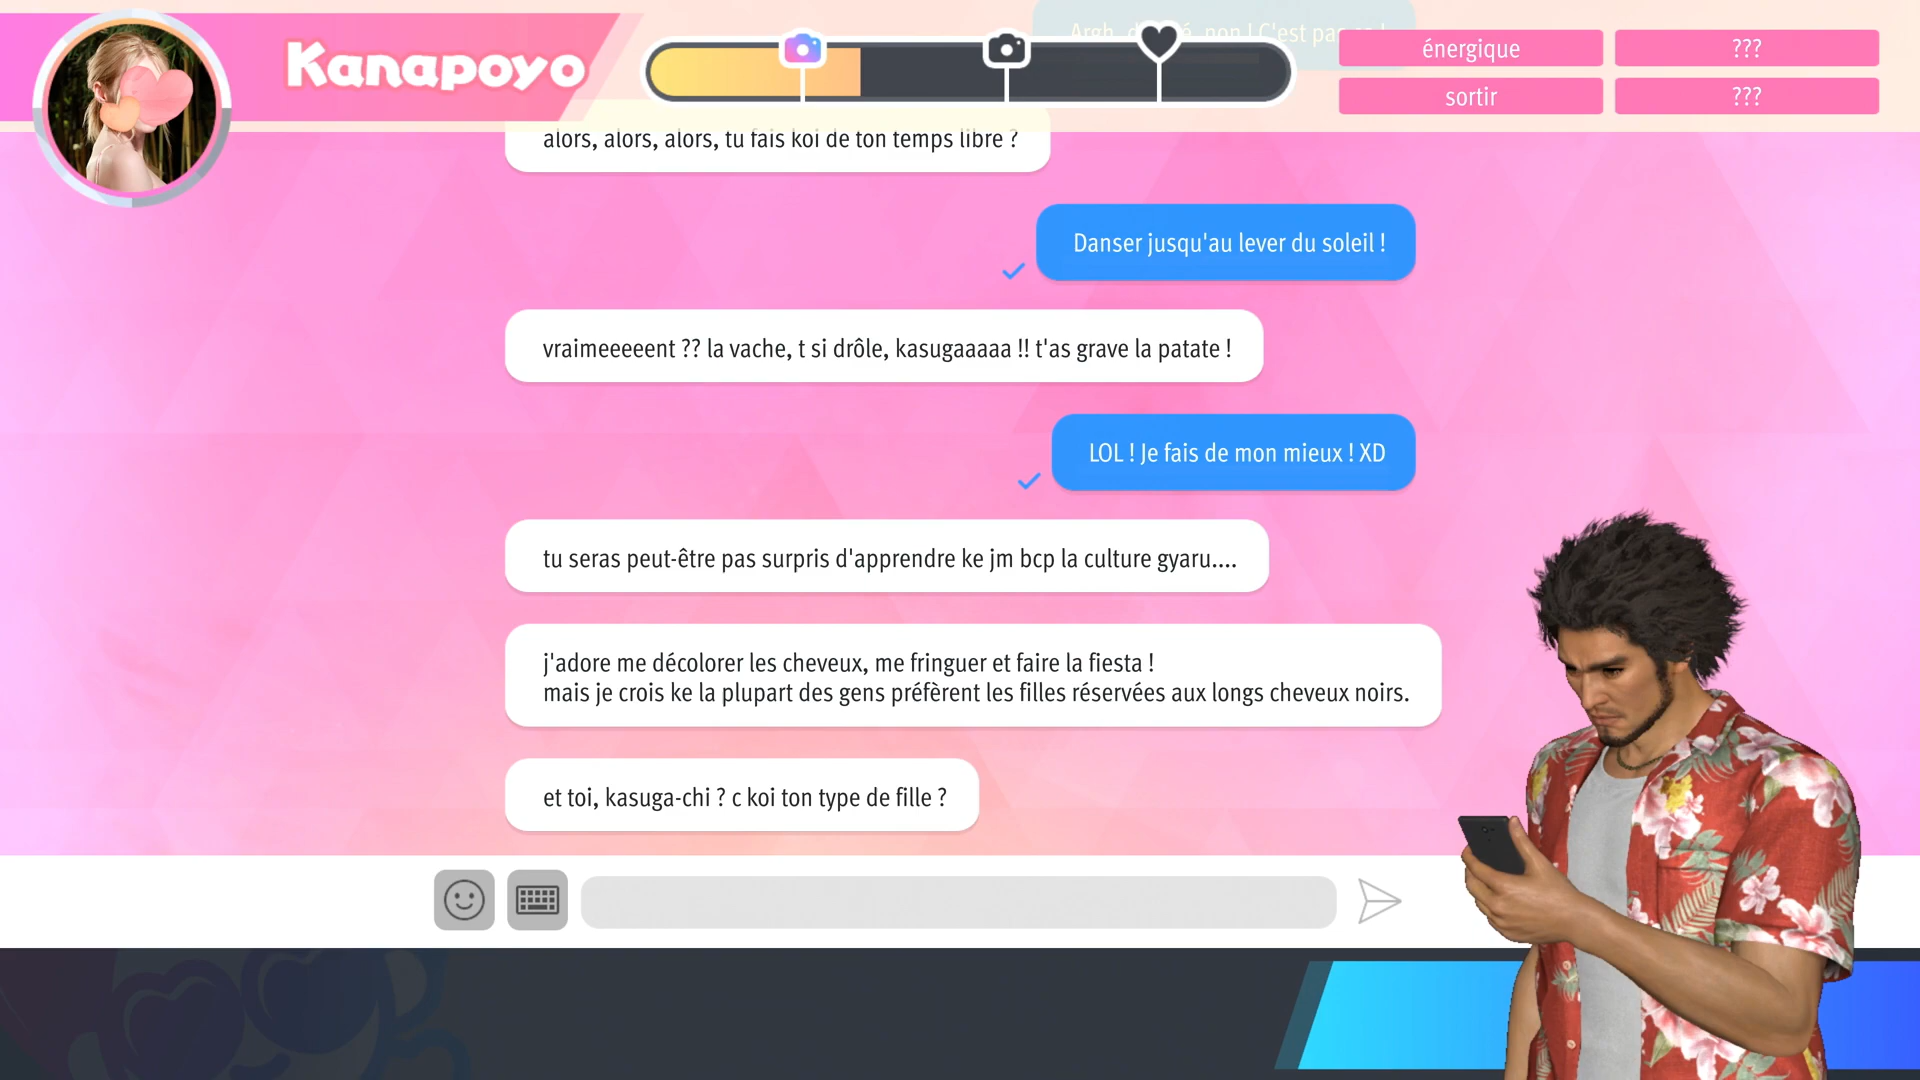 Kanapoyo
énergique
???
sortir
???
non ! C'est pas
alors, alors, alors, tu fais koi de ton temps libre ?
Danser jusqu'au lever du soleil !
vraimeeeeent ?? la vache, t si drôle, kasugaaaaa !! t'as grave la patate !
LOL ! Je fais de mon mieux ! XD
tu seras peut-être pas surpris d'apprendre ke jm bcp la culture gyaru....
j'adore me décolorer les cheveux, me fringuer et faire la fiesta !
mais je crois ke la plupart des gens préfèrent les filles réservées aux longs cheveux noirs.
et toi, kasuga-chi ? c koi ton type de fille ?